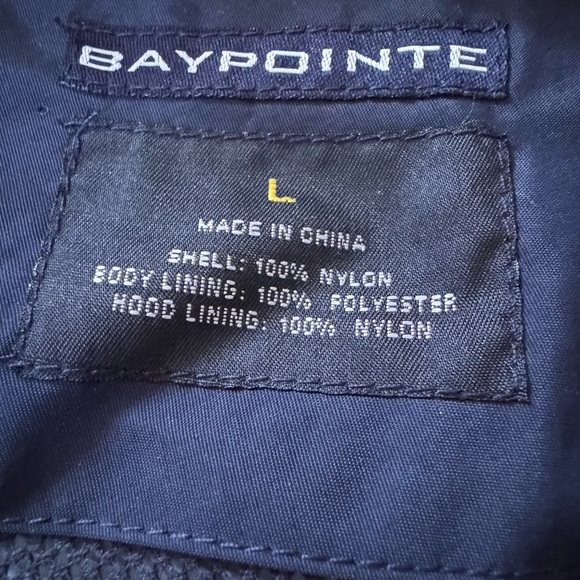 BAYPOINTE
L
MADE IN CHINA
SHELL: 100% NYLON
BODY LINING: 100% POLYESTER
HOOD LINING: 100% NYLON